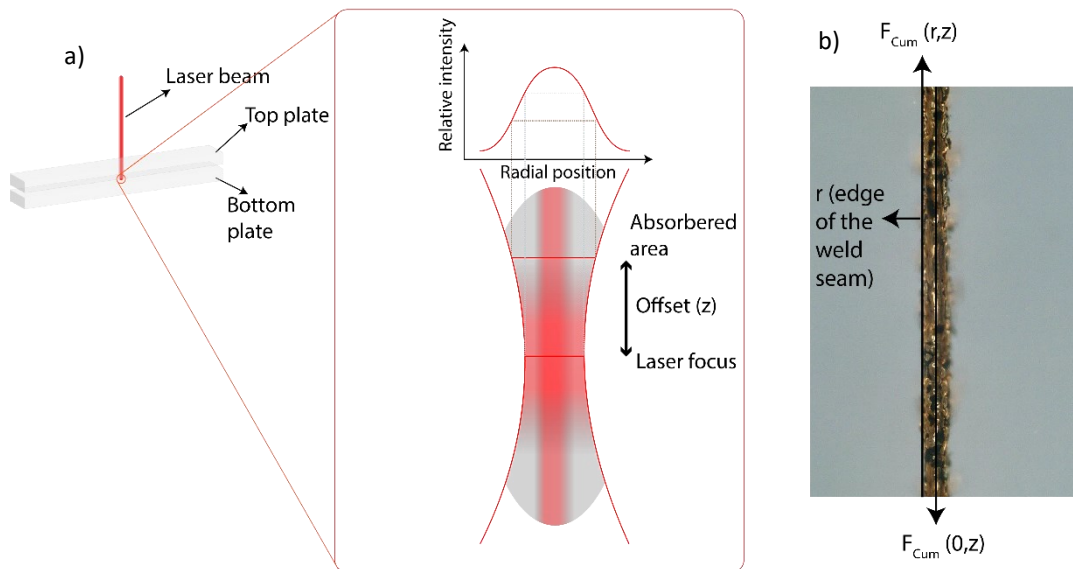 a)
Laser beam
Top plate
Bottom
plate
Relative intensity
Radial position
Absorbered
area
Offset (z)
Laser focus
b)
F_Cum (r,z)
r (edge
of the
weld
seam)
F_Cum (0,z)